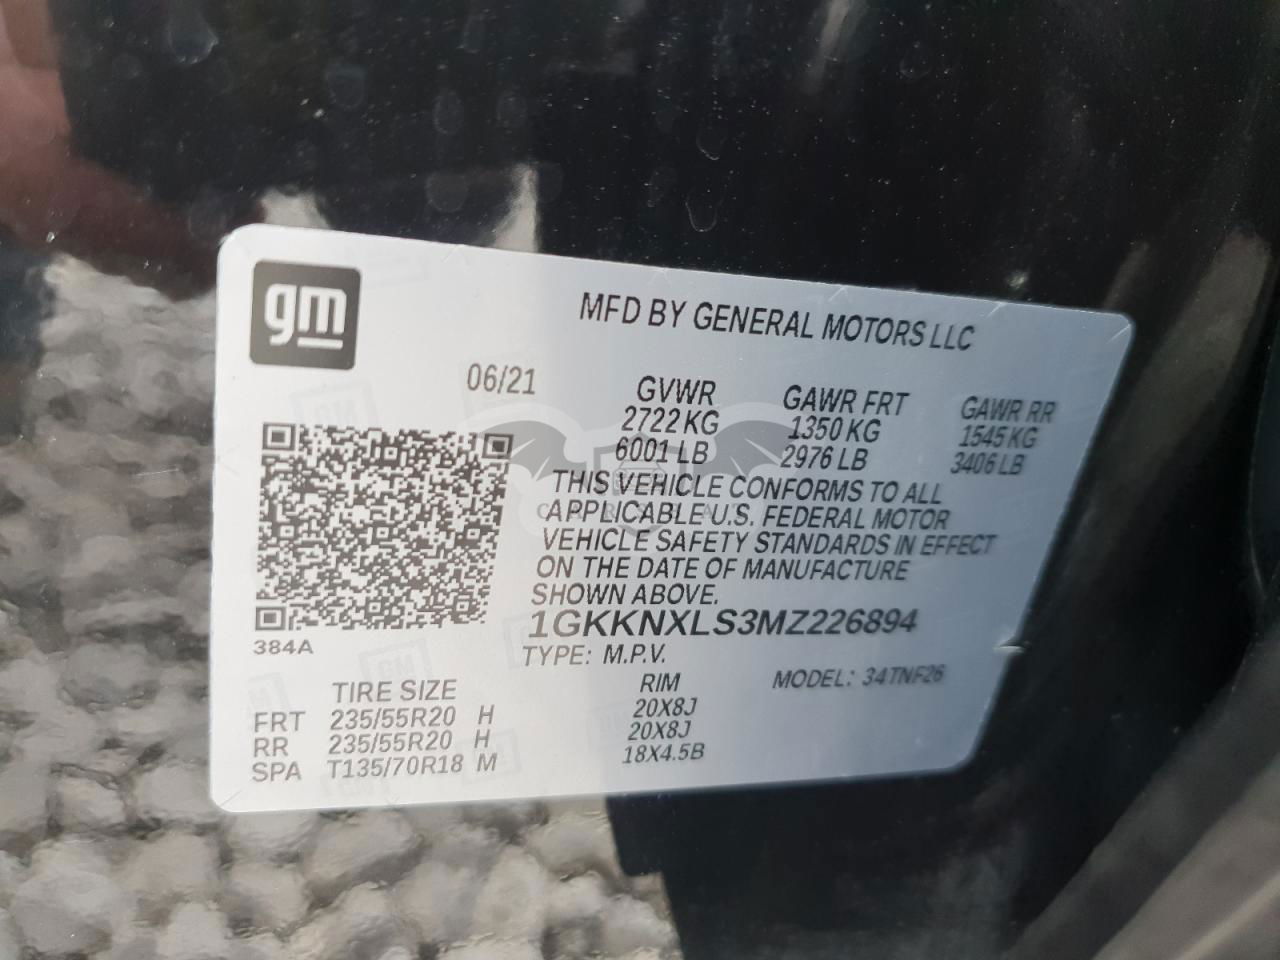 gm
MFD BY GENERAL MOTORS LLC
06/21
GVWR GAWR FRT GAWR RR
2722 KG 1350 KG 1545 KG
6001 LB 2976 LB 3406 LB
THIS VEHICLE CONFORMS TO ALL
APPLICABLE U.S. FEDERAL MOTOR
VEHICLE SAFETY STANDARDS IN EFFECT
ON THE DATE OF MANUFACTURE
SHOWN ABOVE.
1GKKNXLS3MZ226894
384A
TYPE: M.P.V. MODEL: 34TNF26
TIRE SIZE RIM
FRT 235/55R20 H 20X8J
RR 235/55R20 H 20X8J
SPA T135/70R18 M 18X4.5B